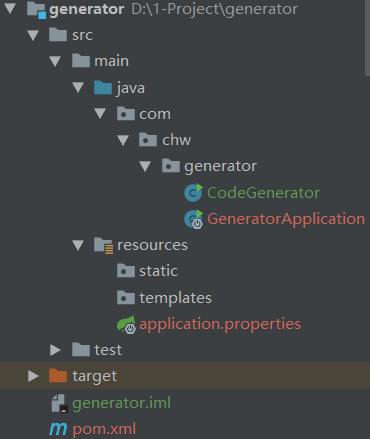 generator D:\1-Project\generator
src
main
java
com
chw
generator
CodeGenerator
GeneratorApplication
resources
static
templates
application.properties
test
target
generator.iml
pom.xml